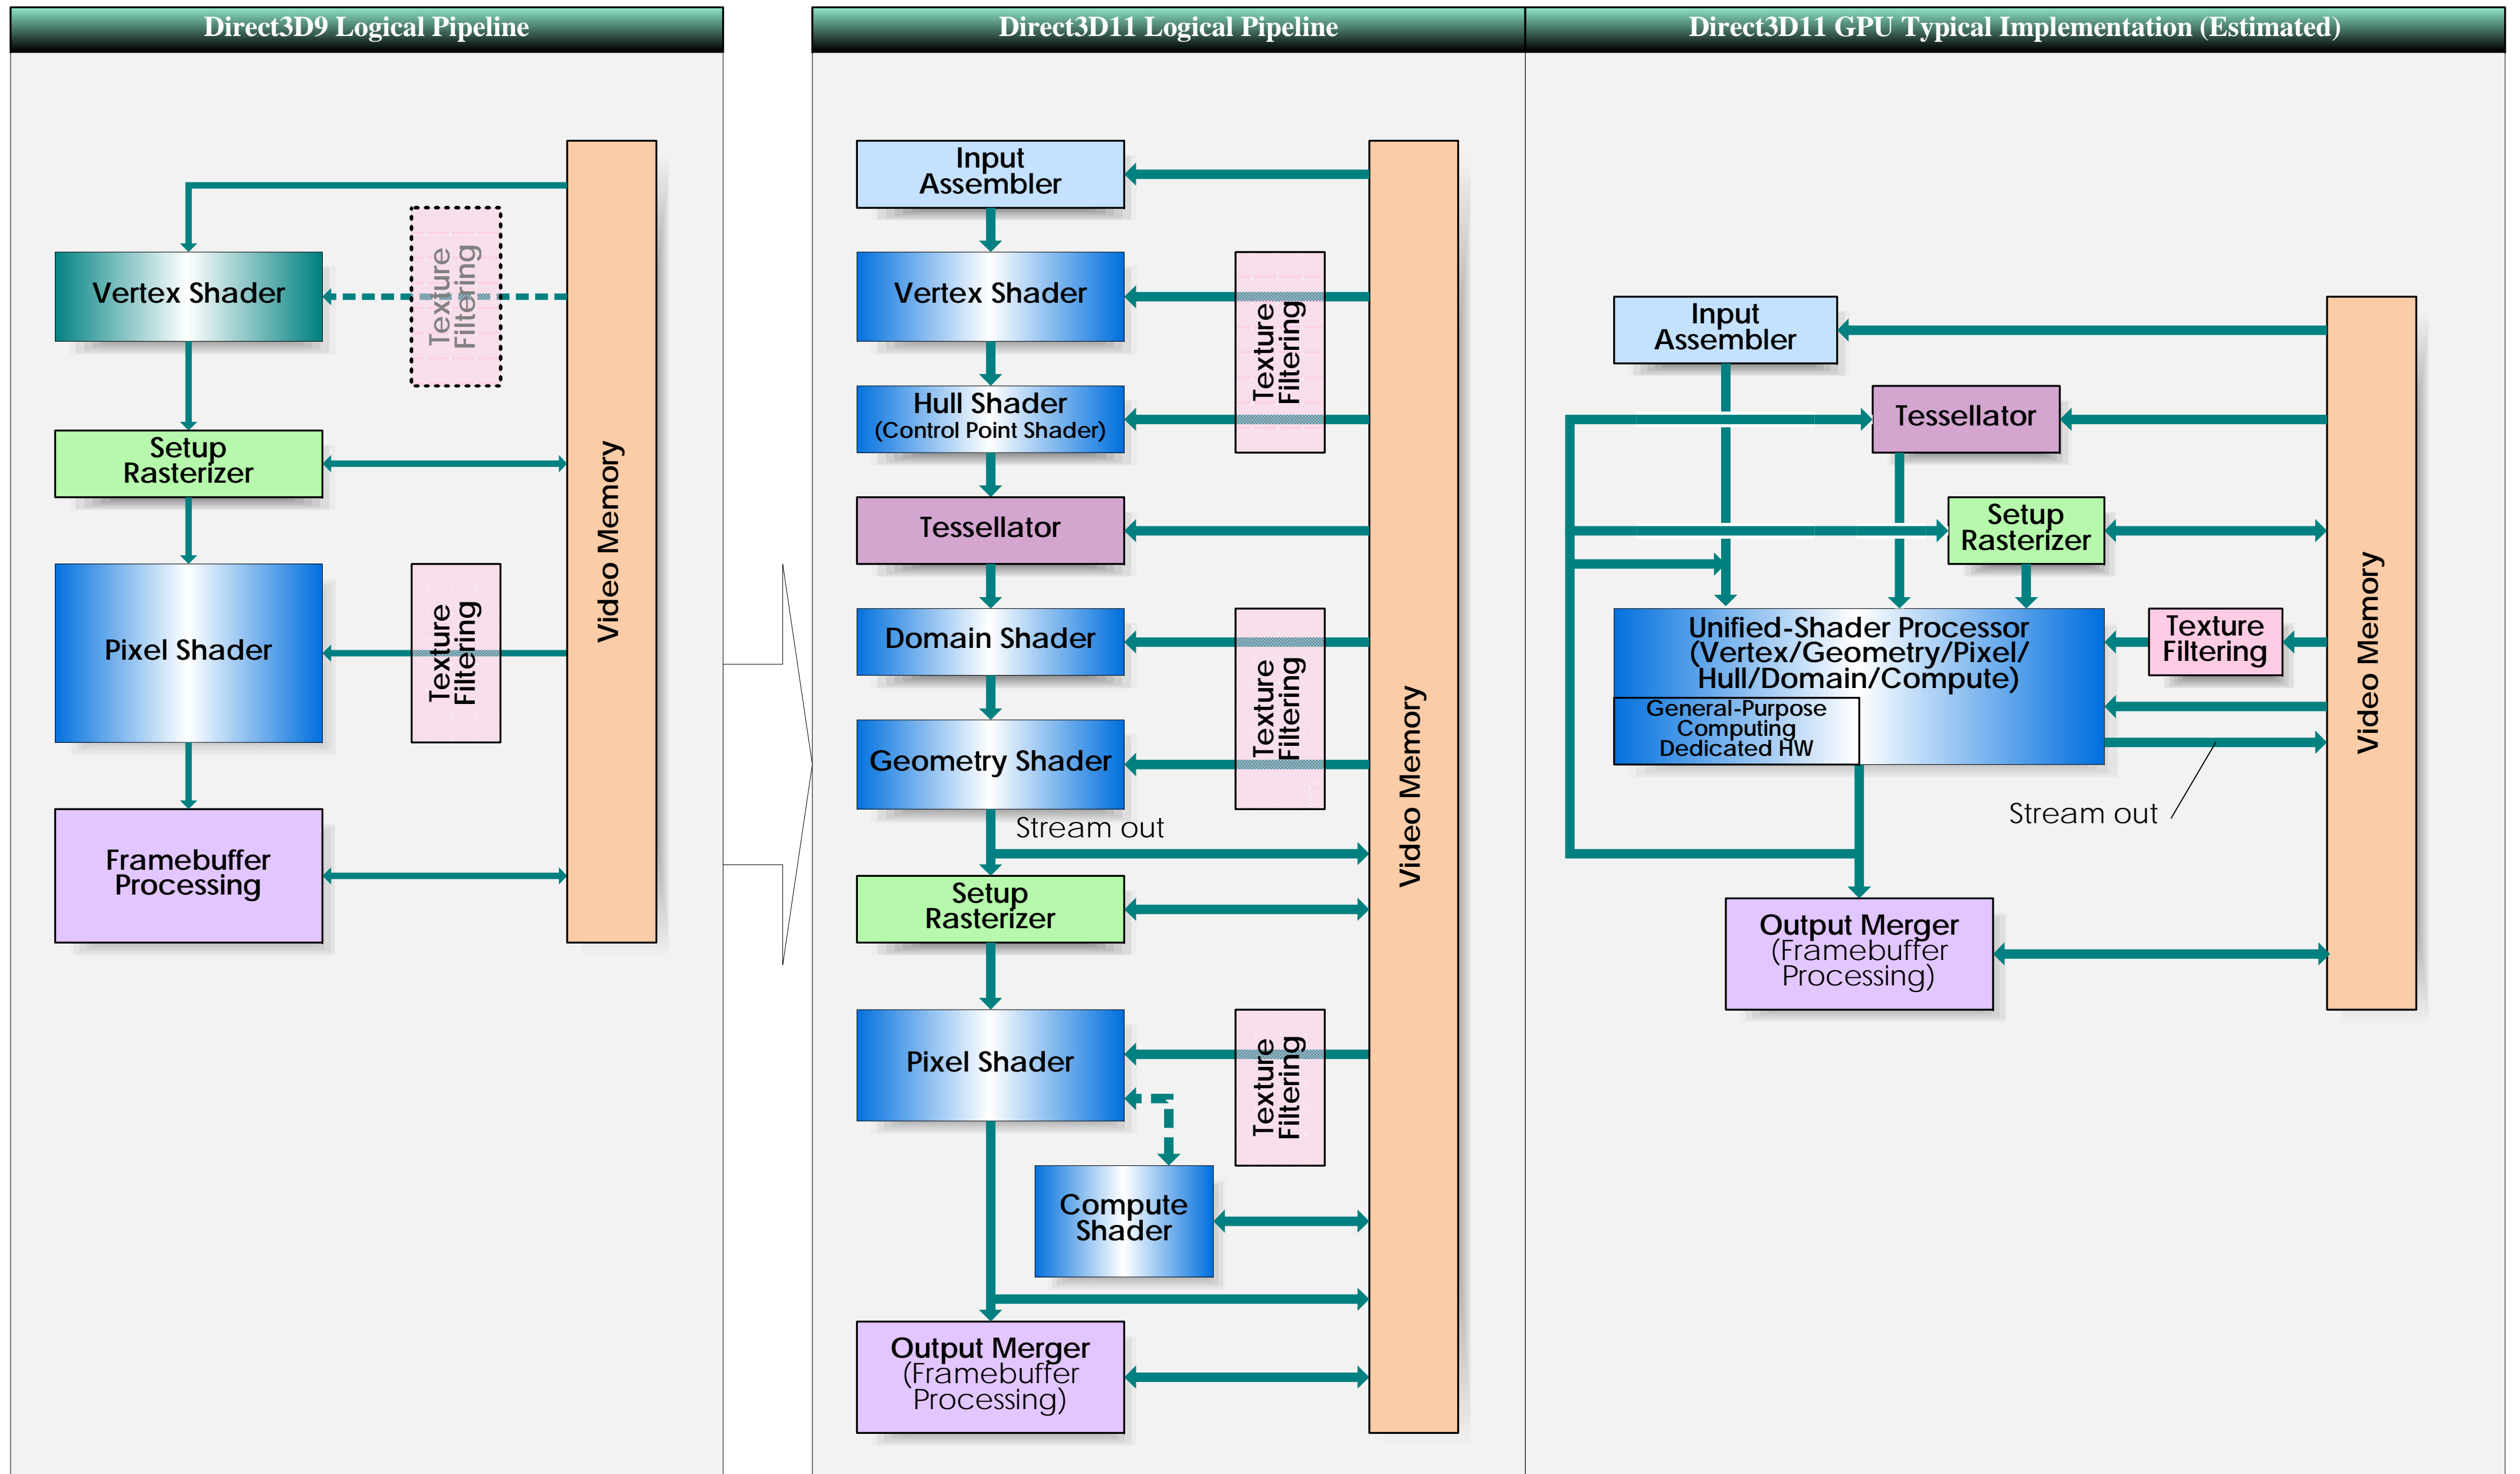 Direct3D9 Logical Pipeline
Vertex Shader
Texture
Filtering
Setup
Rasterizer
Pixel Shader
Texture
Filtering
Framebuffer
Processing
Video Memory
Direct3D11 Logical Pipeline
Input
Assembler
Vertex Shader
Texture
Filtering
Hull Shader
(Control Point Shader)
Tessellator
Domain Shader
Texture
Filtering
Geometry Shader
Stream out
Setup
Rasterizer
Pixel Shader
Texture
Filtering
Compute
Shader
Output Merger
(Framebuffer
Processing)
Video Memory
Direct3D11 GPU Typical Implementation (Estimated)
Input
Assembler
Tessellator
Setup
Rasterizer
Unified-Shader Processor
(Vertex/Geometry/Pixel/
Hull/Domain/Compute)
General-Purpose
Computing
Dedicated HW
Texture
Filtering
Stream out
Output Merger
(Framebuffer
Processing)
Video Memory